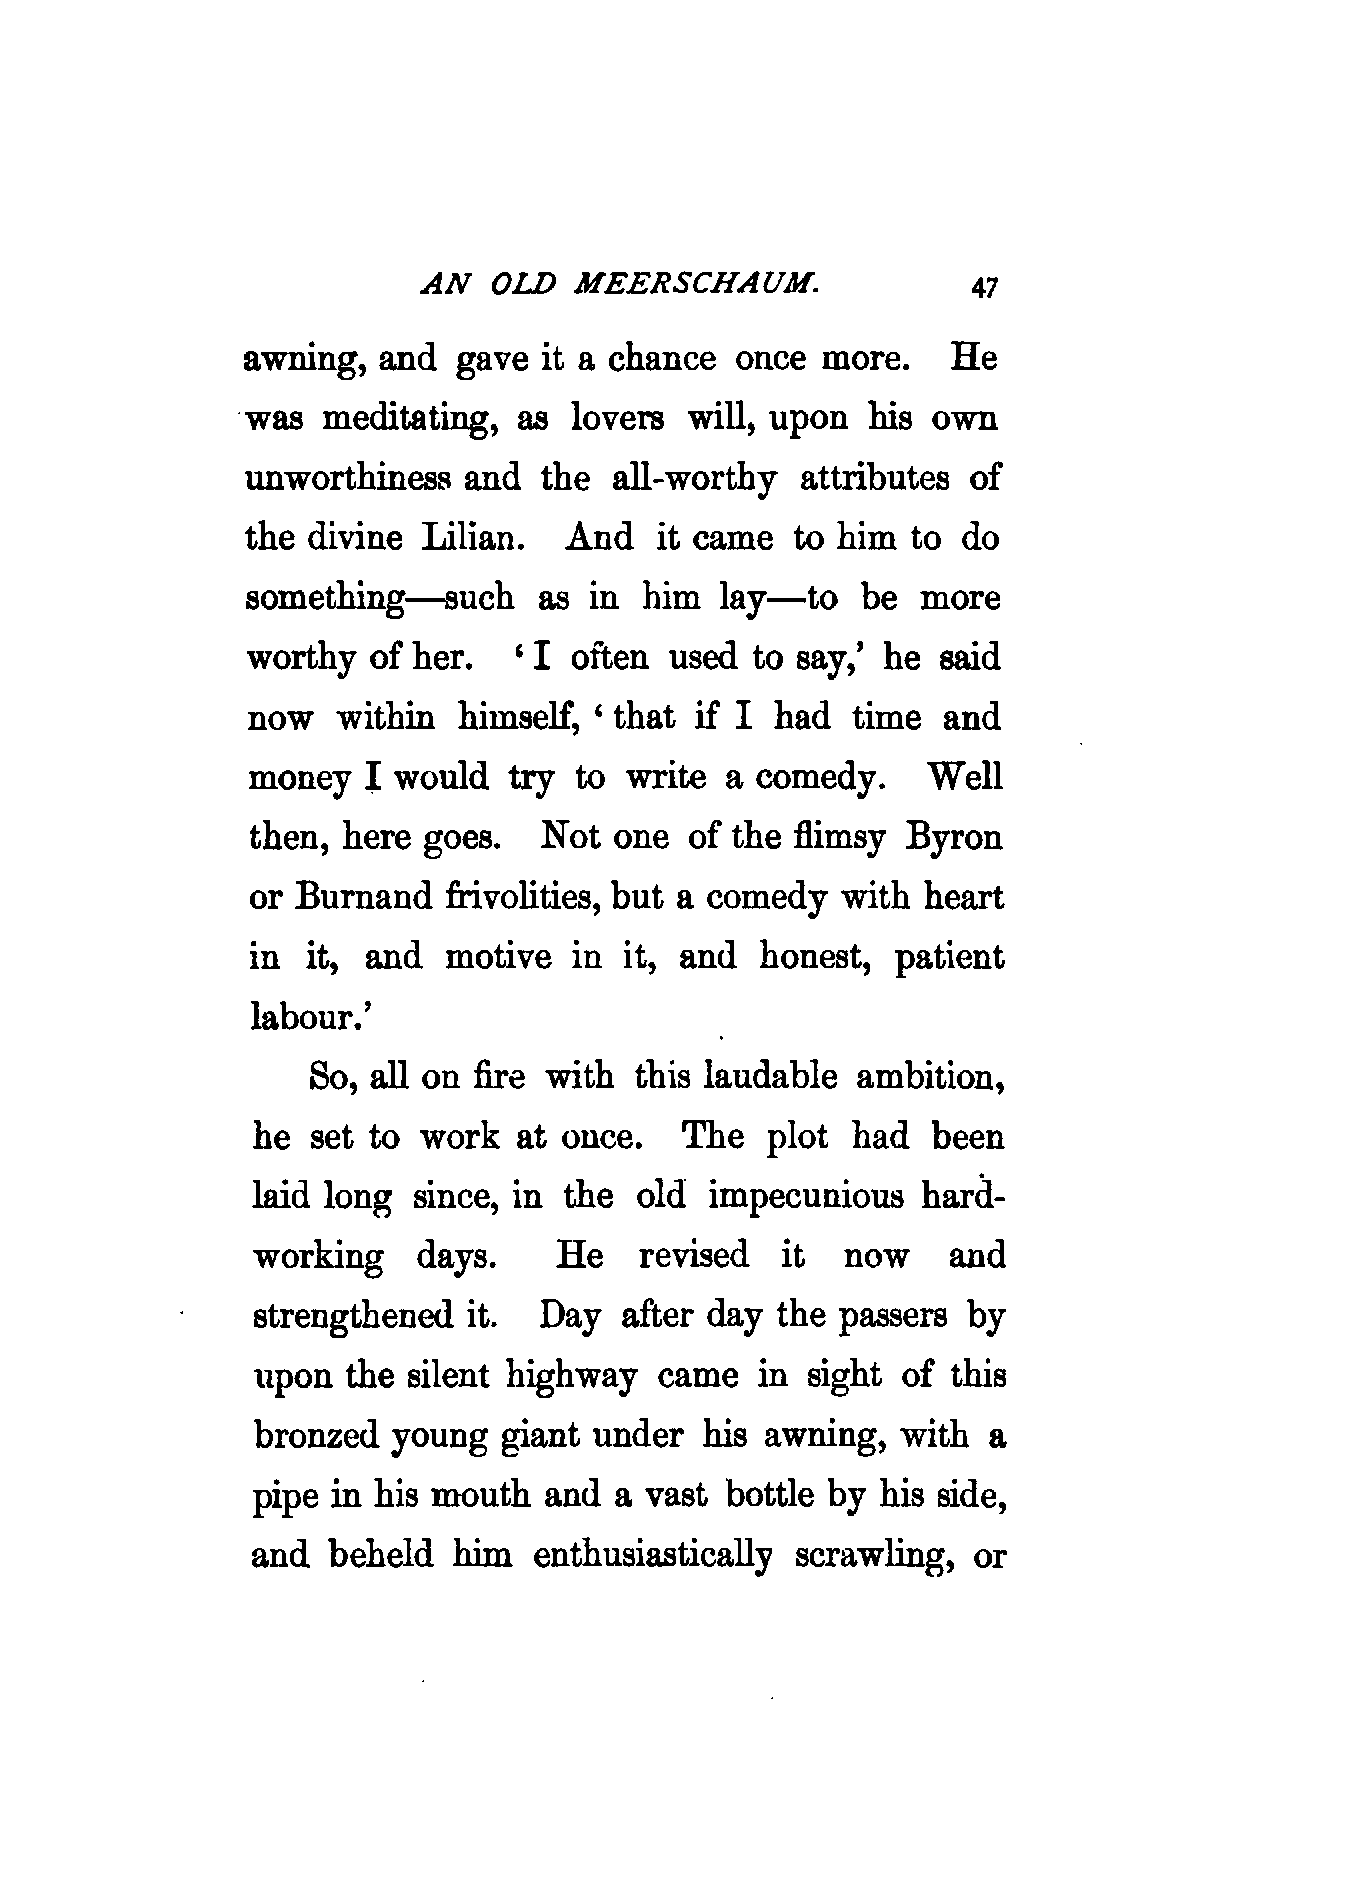 AN OLD MEERSCHAUM. 47
awning, and gave it a chance once more. He
was meditating, as lovers will, upon his own
unworthiness and the all-worthy attributes of
the divine Lilian. And it came to him to do
something—such as in him lay—to be more
worthy of her. ‘I often used to say,’ he said
now within himself, ‘that if I had time and
money I would try to write a comedy. Well
then, here goes. Not one of the flimsy Byron
or Burnand frivolities, but a comedy with heart
in it, and motive in it, and honest, patient
labour.’
So, all on fire with this laudable ambition,
he set to work at once. The plot had been
laid long since, in the old impecunious hard-
working days. He revised it now and
strengthened it. Day after day the passers by
upon the silent highway came in sight of this
bronzed young giant under his awning, with a
pipe in his mouth and a vast bottle by his side,
and beheld him enthusiastically scrawling, or